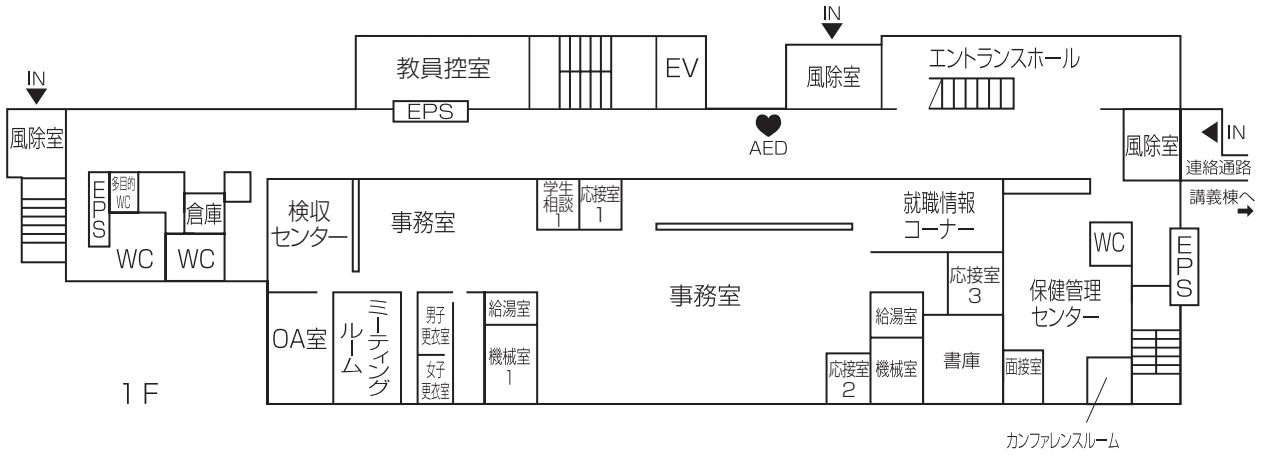 IN
IN
エントランスホール
教員控室
EV
風除室
EPS
風除室
AED
風除室
IN
連絡通路
講義棟へ
EPS
多目的
WC
倉庫
WC
WC
検収
センター
事務室
学生
相談
1
応接室
1
就職情報
コーナー
WC
EPS
事務室
応接室
3
保健管理
センター
OA室
ミーティング
ルーム
男子
更衣室
女子
更衣室
給湯室
機械室
1
給湯室
応接室
2
機械室
書庫
面接室
1F
カンファレンスルーム